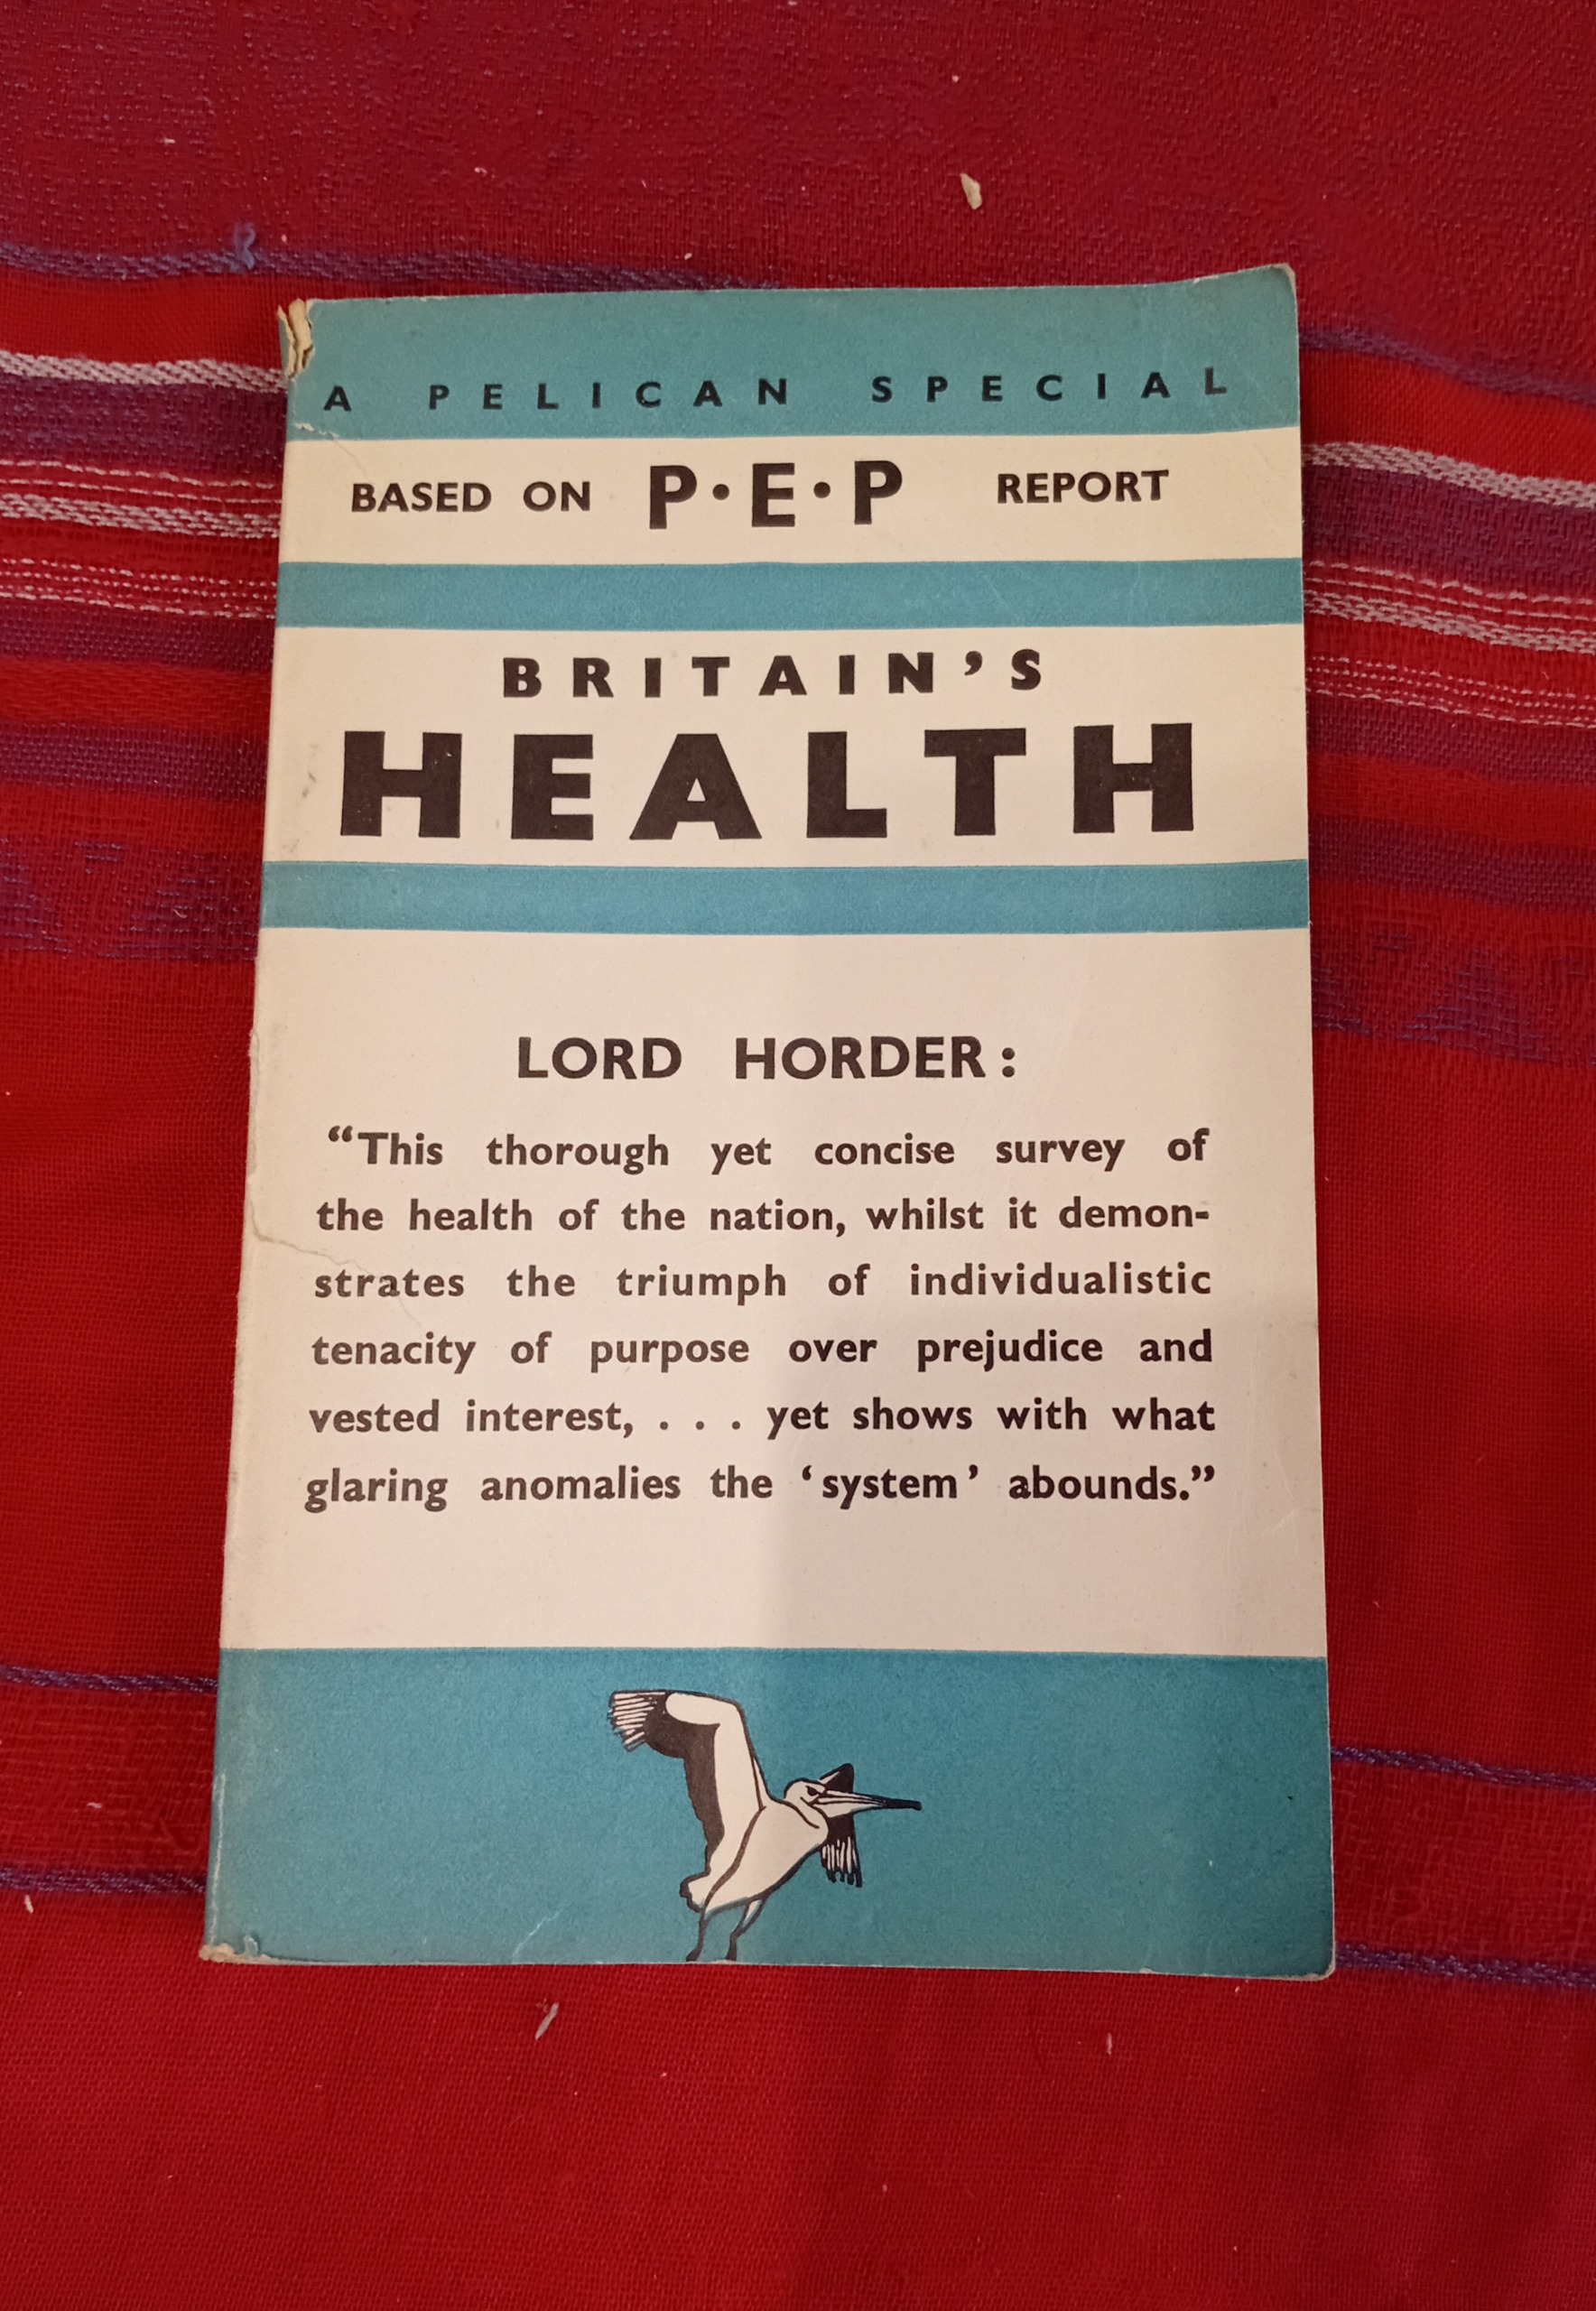 A PELICAN SPECIAL
BASED ON P·E·P REPORT
BRITAIN’S
HEALTH
LORD HORDER:
“This thorough yet concise survey of
the health of the nation, whilst it demon-
strates the triumph of individualistic
tenacity of purpose over prejudice and
vested interest, . . . yet shows with what
glaring anomalies the ‘system’ abounds.”